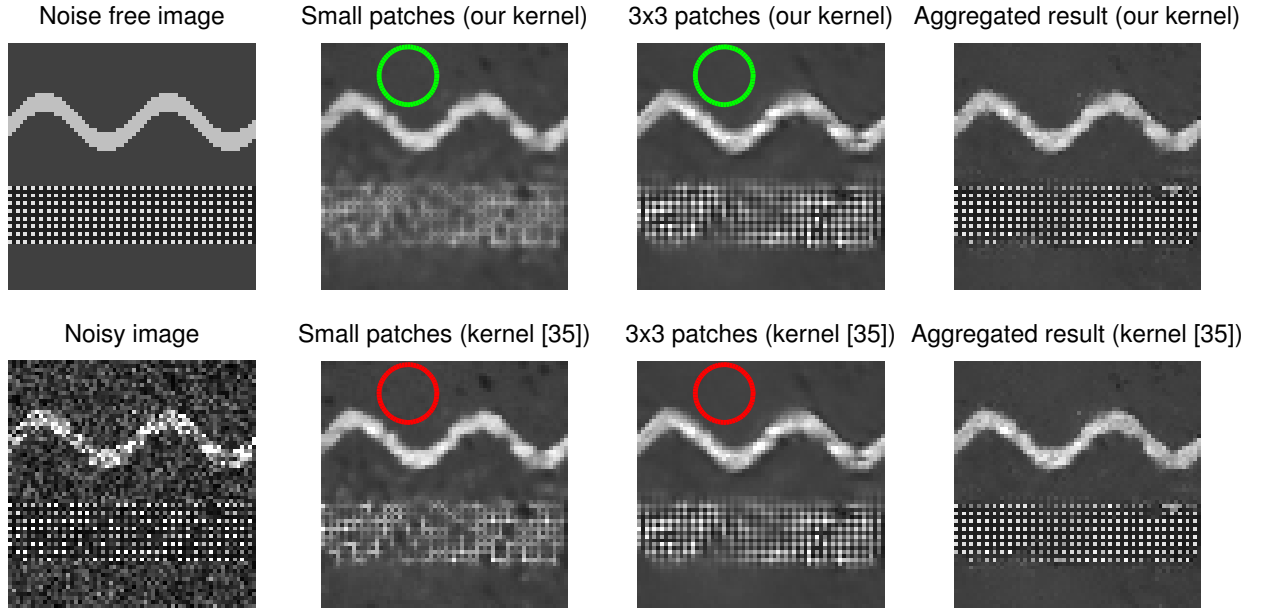 Noise free image
Small patches (our kernel)
3x3 patches (our kernel)
Aggregated result (our kernel)
Noisy image
Small patches (kernel [35])
3x3 patches (kernel [35])
Aggregated result (kernel [35])